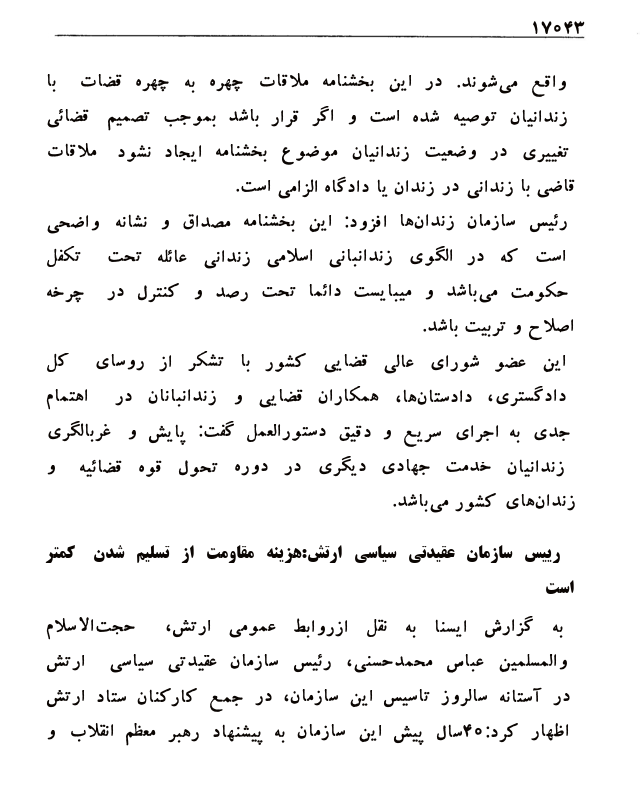 ۱۷۰۴۳
واقع می‌شوند. در این بخشنامه ملاقات چهره به چهره قضات با
زندانیان توصیه شده است و اگر قرار باشد بموجب تصمیم قضائی
تغییری در وضعیت زندانیان موضوع بخشنامه ایجاد نشود ملاقات
قاضی با زندانی در زندان یا دادگاه الزامی است.
رئیس سازمان زندان‌ها افزود: این بخشنامه مصداق و نشانه واضحی
است که در الگوی زندانبانی اسلامی زندانی عائله تحت تکفل
حکومت می‌باشد و میبایست دائما تحت رصد و کنترل در چرخه
اصلاح و تربیت باشد.
این عضو شورای عالی قضایی کشور با تشکر از روسای کل
دادگستری، دادستان‌ها، همکاران قضایی و زندانبانان در اهتمام
جدی به اجرای سریع و دقیق دستورالعمل گفت: پایش و غربالگری
زندانیان خدمت جهادی دیگری در دوره تحول قوه قضائیه و
زندان‌های کشور می‌باشد.
رییس سازمان عقیدتی سیاسی ارتش:هزینه مقاومت از تسلیم شدن کمتر
است
به گزارش ایسنا به نقل ازروابط عمومی ارتش، حجت‌الاسلام
والمسلمین عباس محمدحسنی، رئیس سازمان عقیدتی سیاسی ارتش
در آستانه سالروز تاسیس این سازمان، در جمع کارکنان ستاد ارتش
اظهار کرد:۴۰سال پیش این سازمان به پیشنهاد رهبر معظم انقلاب و